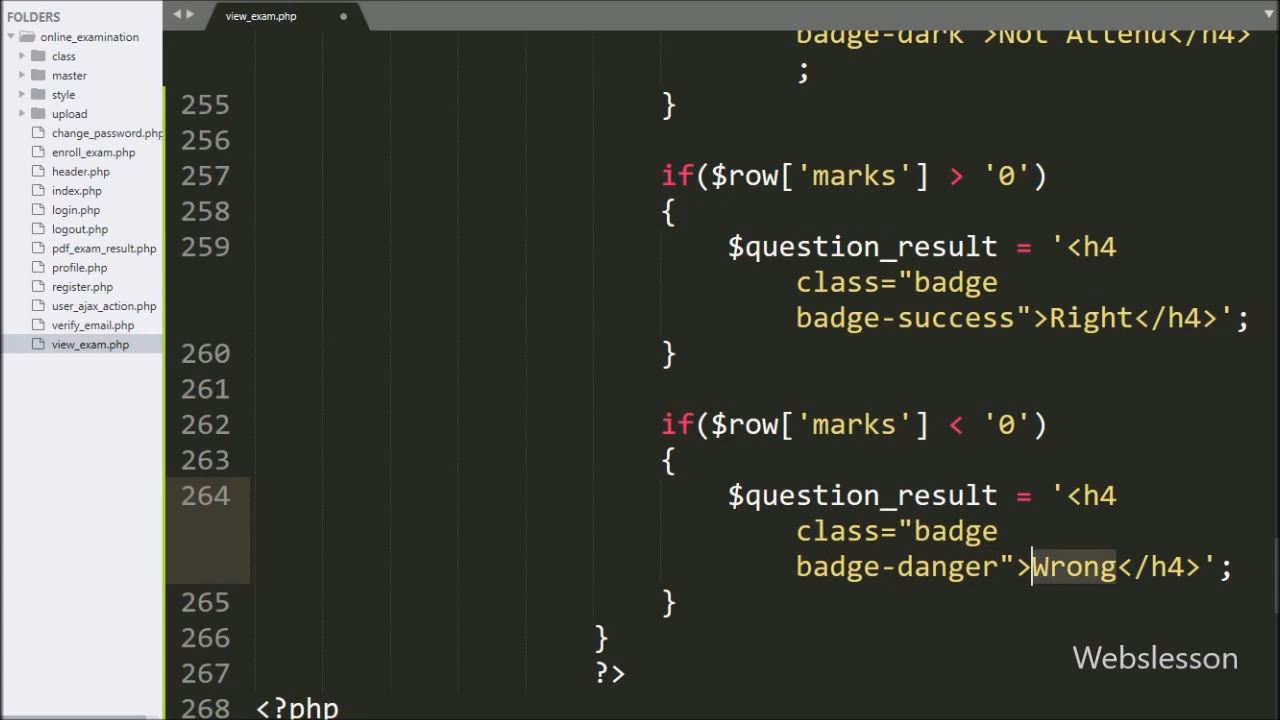 FOLDERS
online_examination
class
master
style
upload
change_password.php
enroll_exam.php
header.php
index.php
login.php
logout.php
pdf_exam_result.php
profile.php
register.php
user_ajax_action.php
verify_email.php
view_exam.php
view_exam.php
badge-dark">Not Attend</h4>
;
255 }
256
257 if($row['marks'] > '0')
258 {
259 $question_result = '<h4
class="badge
badge-success">Right</h4>';
260 }
261
262 if($row['marks'] < '0')
263 {
264 $question_result = '<h4
class="badge
badge-danger">Wrong</h4>';
265 }
266 }
267 ?>
268 <?php
Webslesson